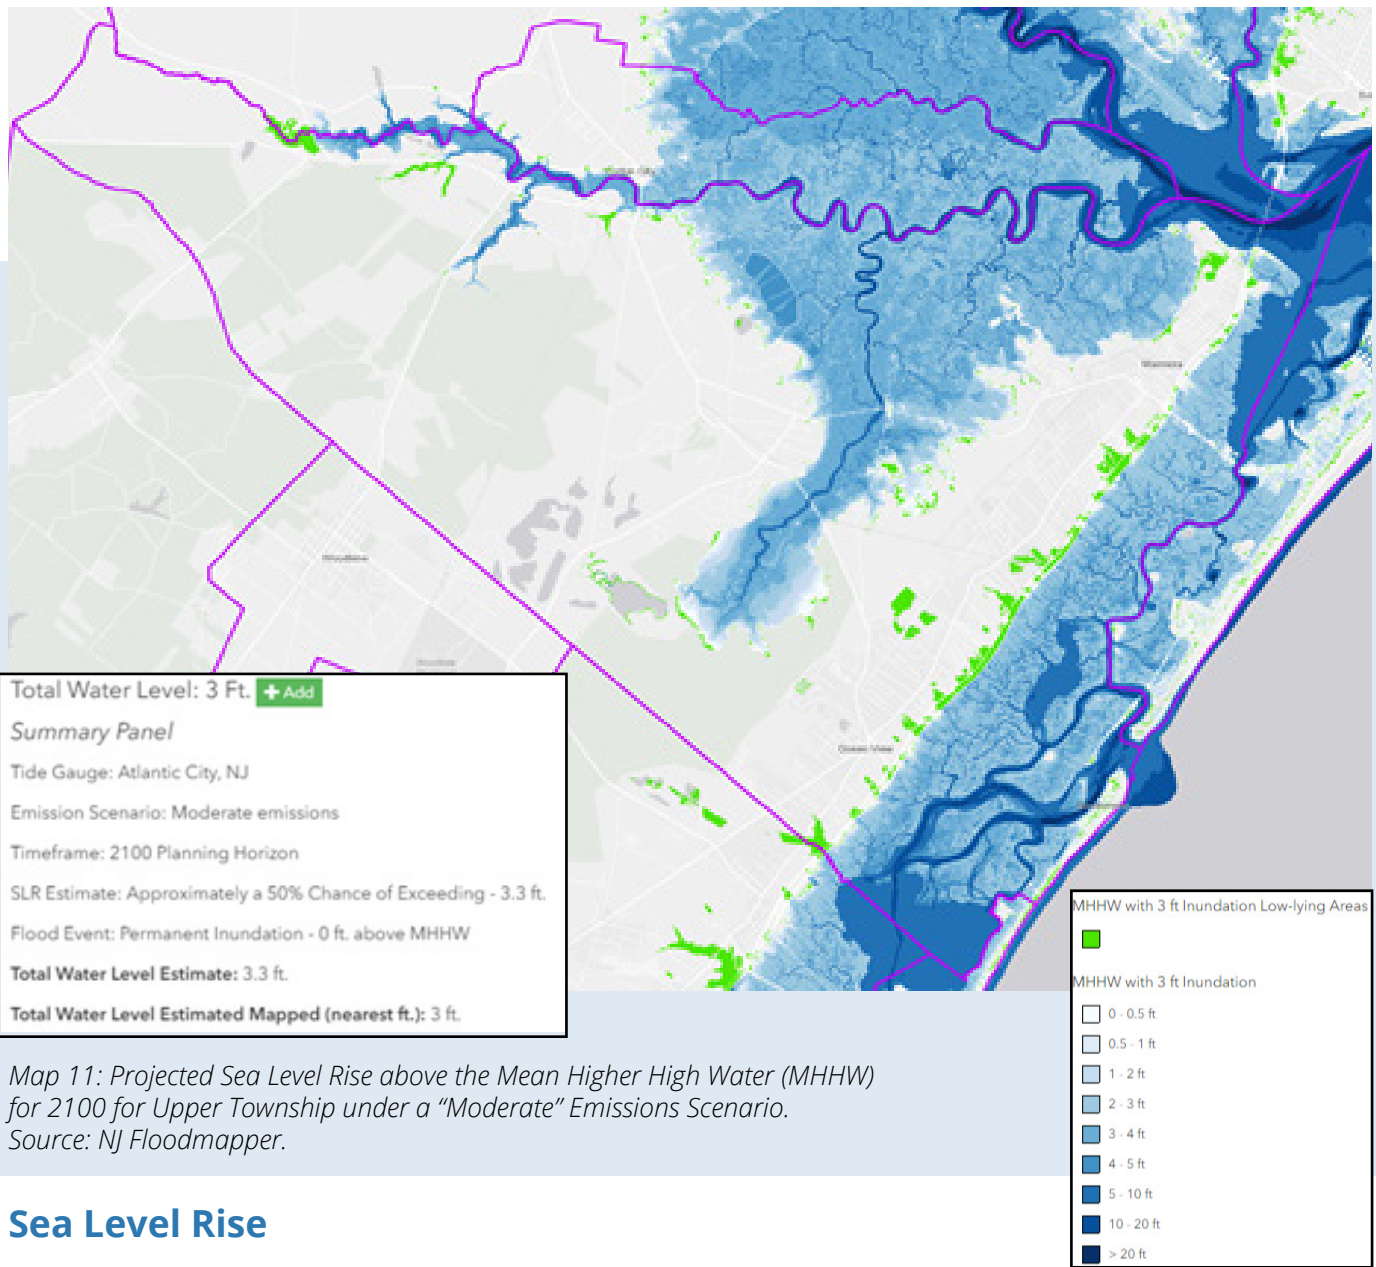 Marmora
Woodbine
Ocean View
Total Water Level: 3 Ft. + Add
Summary Panel
Tide Gauge: Atlantic City, NJ
Emission Scenario: Moderate emissions
Timeframe: 2100 Planning Horizon
SLR Estimate: Approximately a 50% Chance of Exceeding - 3.3 ft.
Flood Event: Permanent Inundation - 0 ft. above MHHW
Total Water Level Estimate: 3.3 ft.
Total Water Level Estimated Mapped (nearest ft.): 3 ft.
MHHW with 3 ft Inundation Low-lying Areas
MHHW with 3 ft Inundation
0 - 0.5 ft
0.5 - 1 ft
1 - 2 ft
2 - 3 ft
3 - 4 ft
4 - 5 ft
5 - 10 ft
10 - 20 ft
> 20 ft
Map 11: Projected Sea Level Rise above the Mean Higher High Water (MHHW)
for 2100 for Upper Township under a “Moderate” Emissions Scenario.
Source: NJ Floodmapper.
Sea Level Rise